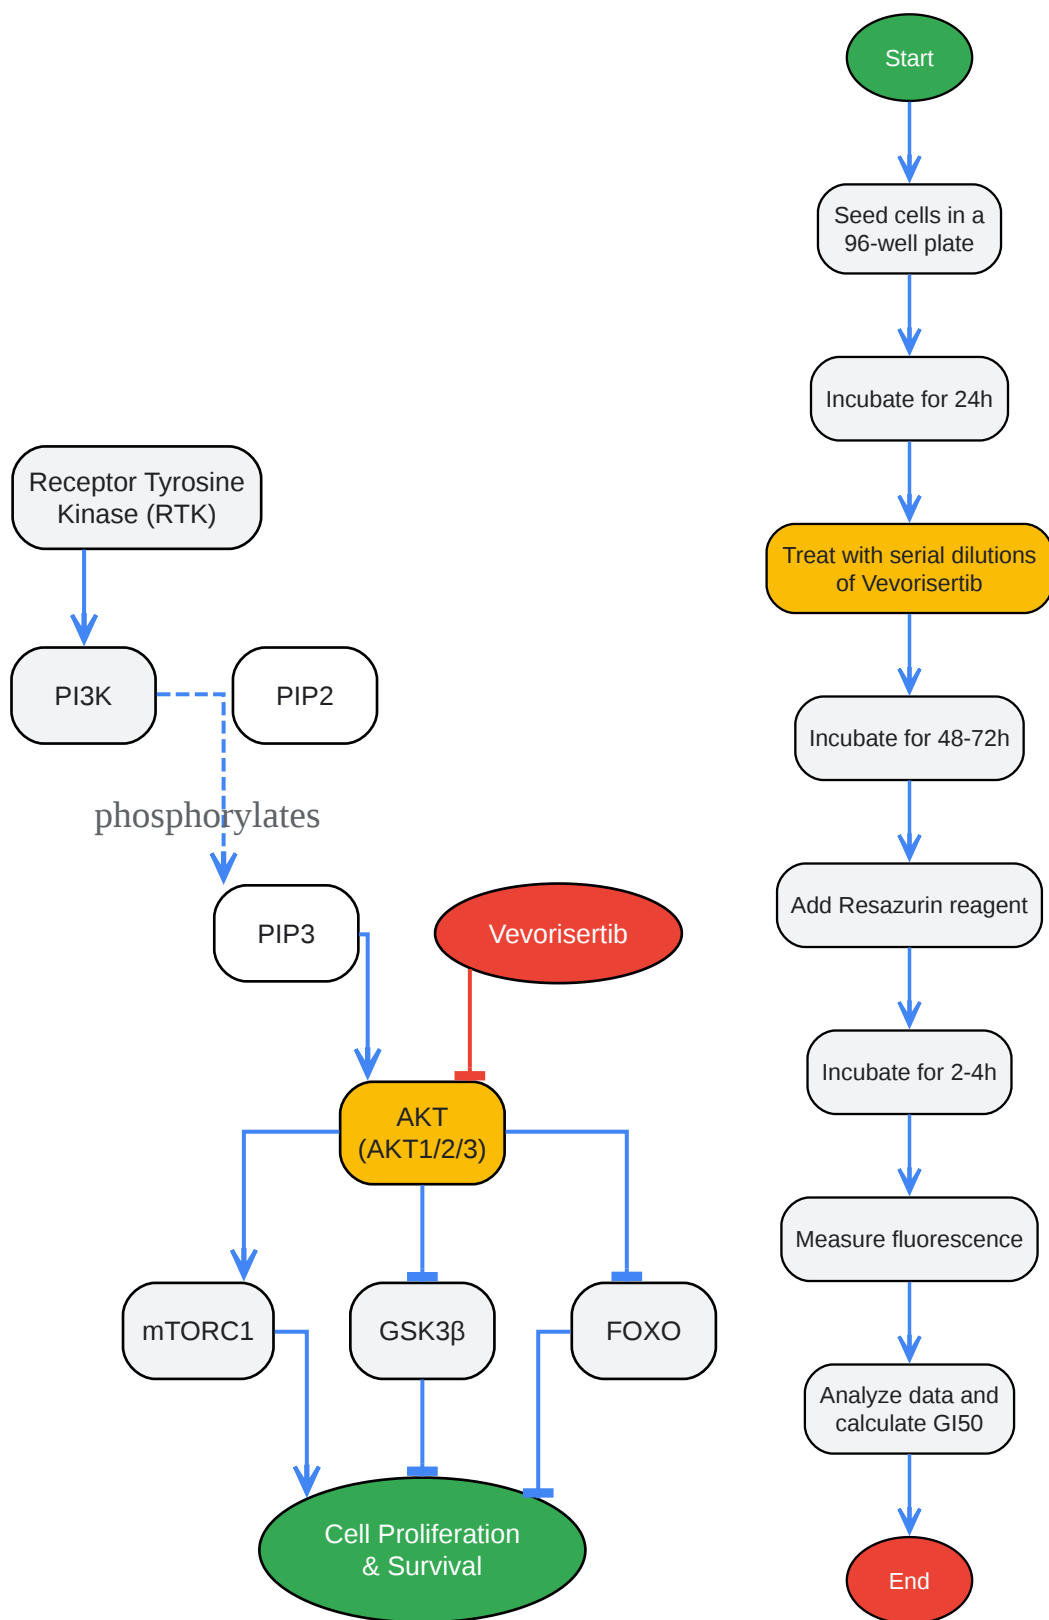 Receptor Tyrosine
Kinase (RTK)
PI3K
PIP2
phosphorylates
PIP3
Vevorisertib
AKT
(AKT1/2/3)
mTORC1
GSK3β
FOXO
Cell Proliferation
& Survival
Start
Seed cells in a
96-well plate
Incubate for 24h
Treat with serial dilutions
of Vevorisertib
Incubate for 48-72h
Add Resazurin reagent
Incubate for 2-4h
Measure fluorescence
Analyze data and
calculate GI50
End